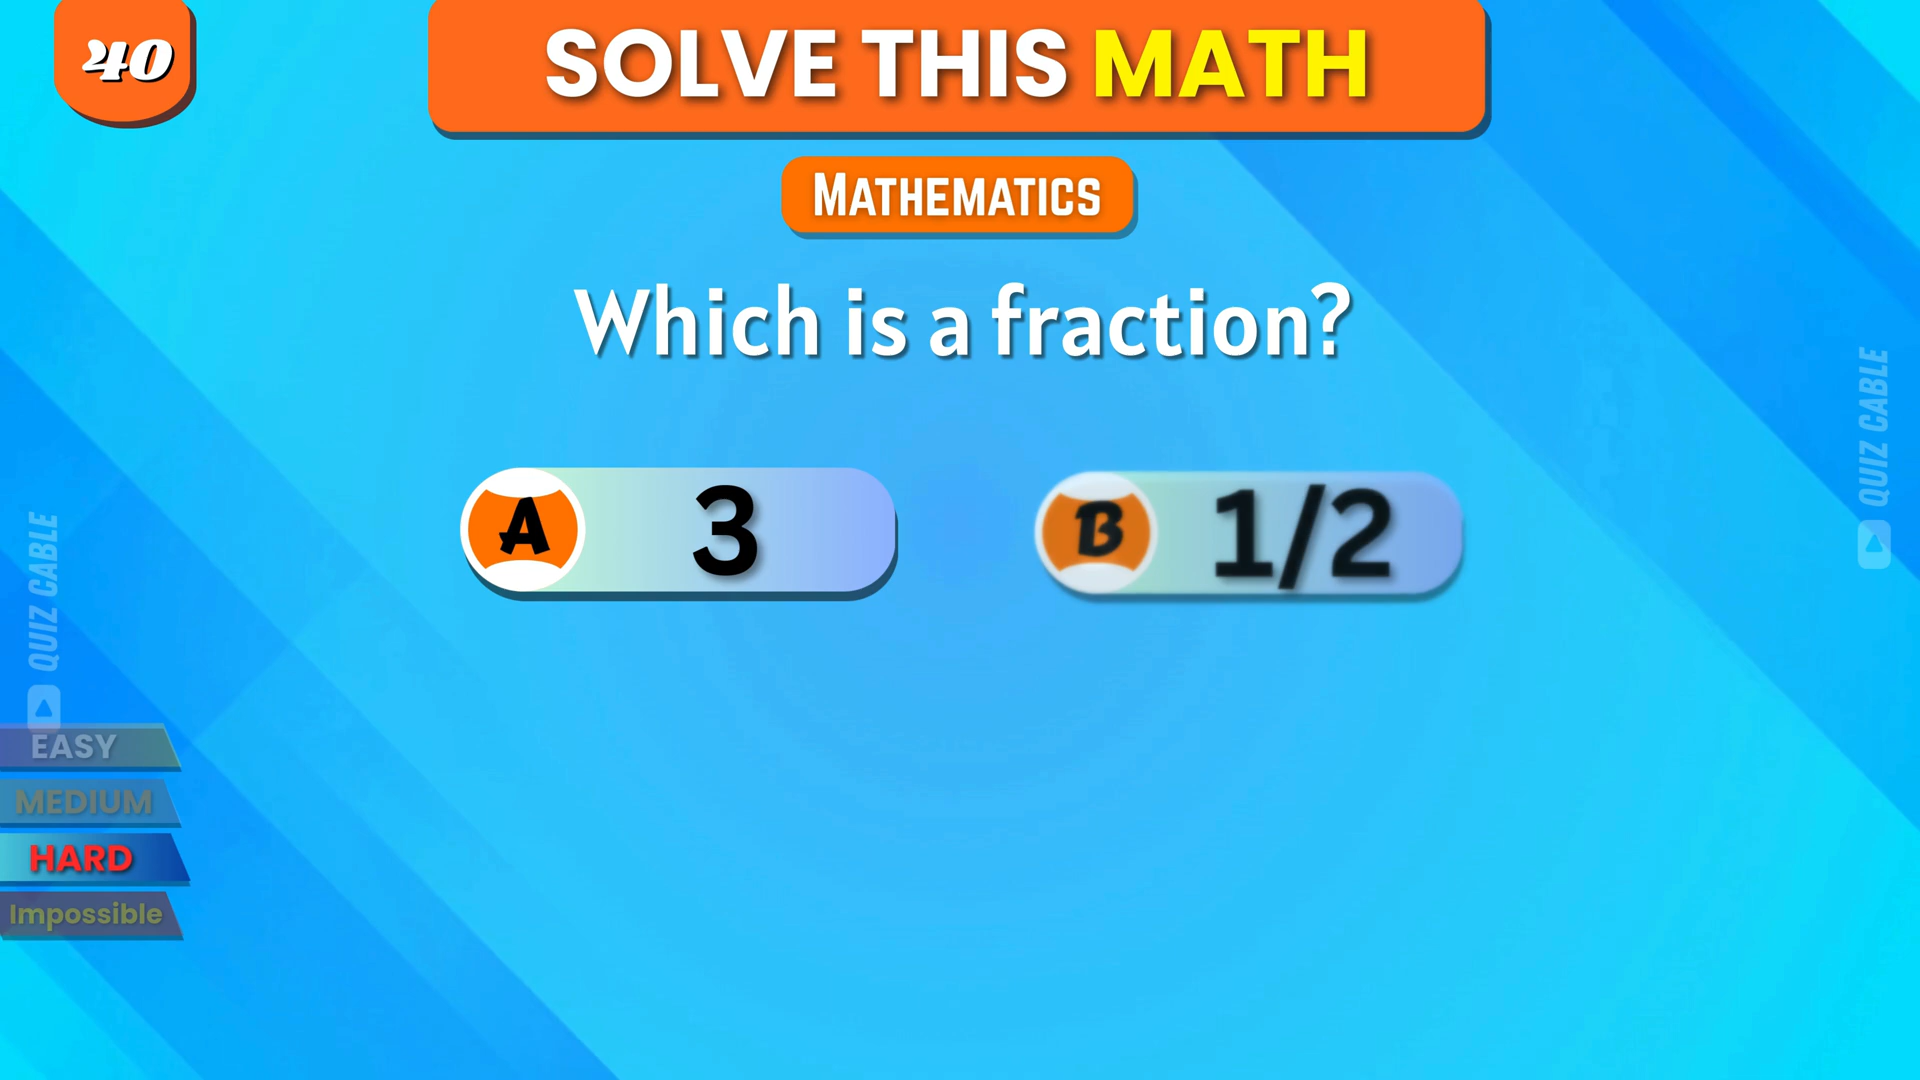 40
SOLVE THIS MATH
MATHEMATICS
Which is a fraction?
A 3
B 1/2
QUIZ CABLE
QUIZ CABLE
EASY
MEDIUM
HARD
Impossible